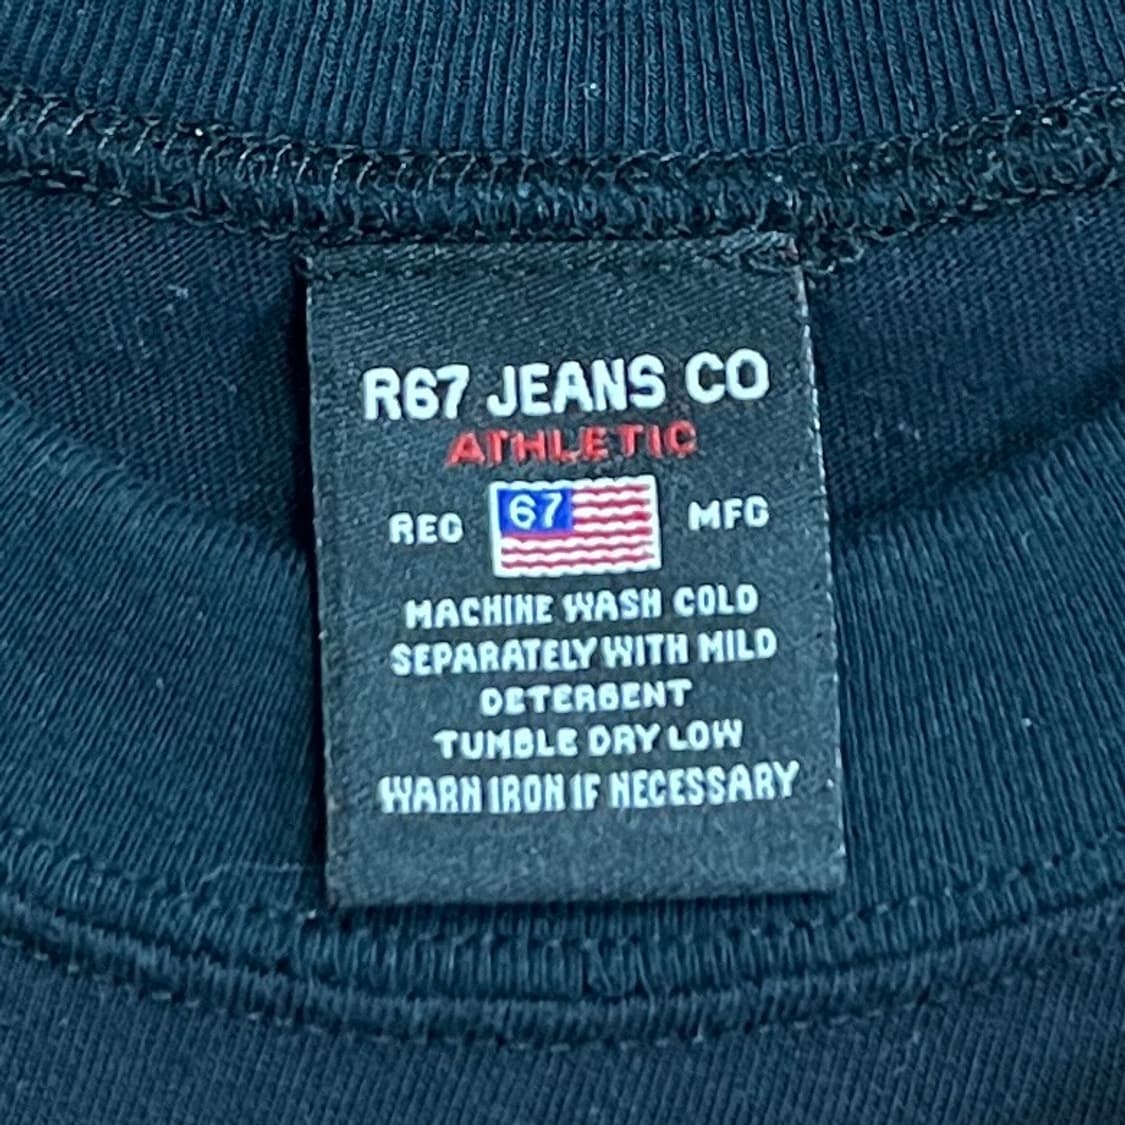 R67 JEANS CO
ATHLETIC
REG 67 MFG
MACHINE WASH COLD
SEPARATELY WITH MILD
DETERGENT
TUMBLE DRY LOW
WARN IRON IF NECESSARY